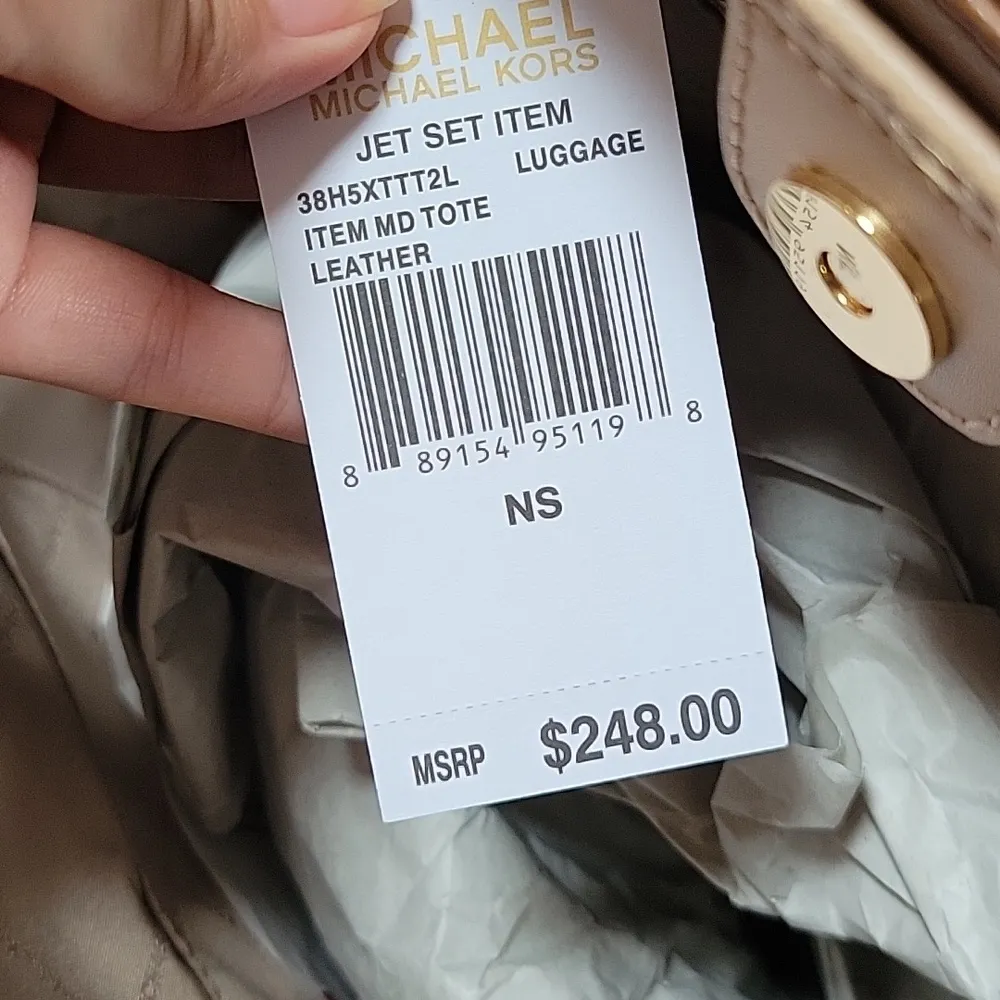 MICHAEL
MICHAEL KORS
JET SET ITEM
38H5XTTT2L LUGGAGE
ITEM MD TOTE
LEATHER
8 89154 95119 8
NS
MSRP $248.00